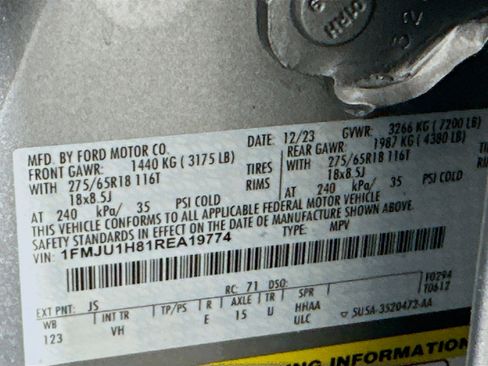 MFD. BY FORD MOTOR CO. DATE: 12/23 GVWR: 3266 KG ( 7200 LB)
FRONT GAWR: 1440 KG ( 3175 LB) REAR GAWR: 1987 KG ( 4380 LB)
WITH 275/65R18 116T TIRES WITH 275/65R18 116T
18x8.5J RIMS 18x8.5J
AT 240 kPa/ 35 PSI COLD AT 240 kPa/ 35 PSI COLD
THIS VEHICLE CONFORMS TO ALL APPLICABLE FEDERAL MOTOR VEHICLE
SAFETY STANDARDS IN EFFECT ON THE DATE OF MANUFACTURE SHOWN ABOVE.
VIN: 1FMJU1H81REA19774 TYPE: MPV
EXT PNT: JS RC: 71 DSO: F0294
WB INT TR TP/PS R AXLE TR SPR T0612
123 VH E 15 U HHAA
ULC SU5A-3520473-AA
ING INFORMATION